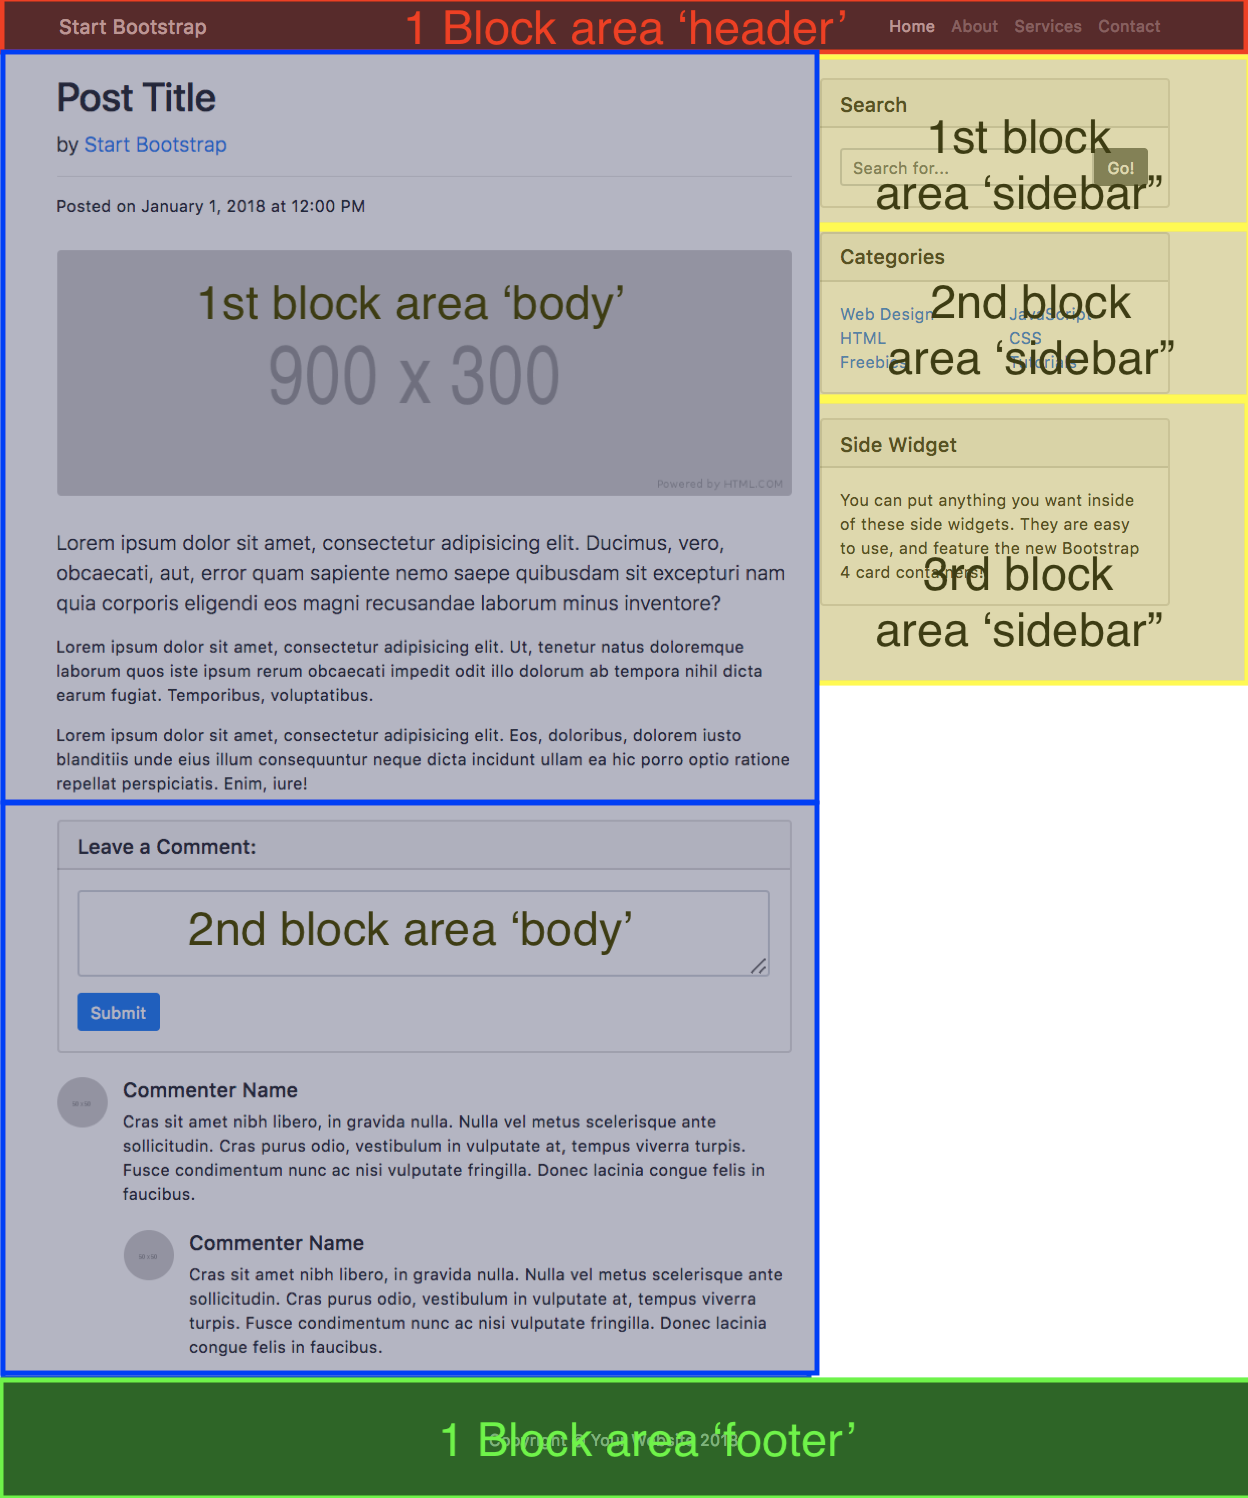 Start Bootstrap
1 Block area ‘header’
Home About Services Contact
Post Title
by Start Bootstrap
Posted on January 1, 2018 at 12:00 PM
1st block area ‘body’
900 x 300
Powered by HTML.COM
Lorem ipsum dolor sit amet, consectetur adipisicing elit. Ducimus, vero,
obcaecati, aut, error quam sapiente nemo saepe quibusdam sit excepturi nam
quia corporis eligendi eos magni recusandae laborum minus inventore?
Lorem ipsum dolor sit amet, consectetur adipisicing elit. Ut, tenetur natus doloremque
laborum quos iste ipsum rerum obcaecati impedit odit illo dolorum ab tempora nihil dicta
earum fugiat. Temporibus, voluptatibus.
Lorem ipsum dolor sit amet, consectetur adipisicing elit. Eos, doloribus, dolorem iusto
blanditiis unde eius illum consequuntur neque dicta incidunt ullam ea hic porro optio ratione
repellat perspiciatis. Enim, iure!
Leave a Comment:
2nd block area ‘body’
Submit
50 x 50
Commenter Name
Cras sit amet nibh libero, in gravida nulla. Nulla vel metus scelerisque ante
sollicitudin. Cras purus odio, vestibulum in vulputate at, tempus viverra turpis.
Fusce condimentum nunc ac nisi vulputate fringilla. Donec lacinia congue felis in
faucibus.
50 x 50
Commenter Name
Cras sit amet nibh libero, in gravida nulla. Nulla vel metus scelerisque ante
sollicitudin. Cras purus odio, vestibulum in vulputate at, tempus viverra
turpis. Fusce condimentum nunc ac nisi vulputate fringilla. Donec lacinia
congue felis in faucibus.
Search
Search for...
Go!
1st block
area ‘sidebar”
Categories
Web Design JavaScript
HTML CSS
Freebies Tutorials
2nd block
area ‘sidebar”
Side Widget
You can put anything you want inside
of these side widgets. They are easy
to use, and feature the new Bootstrap
4 card containers!
3rd block
area ‘sidebar”
Copyright © Your Website 2018
1 Block area ‘footer’